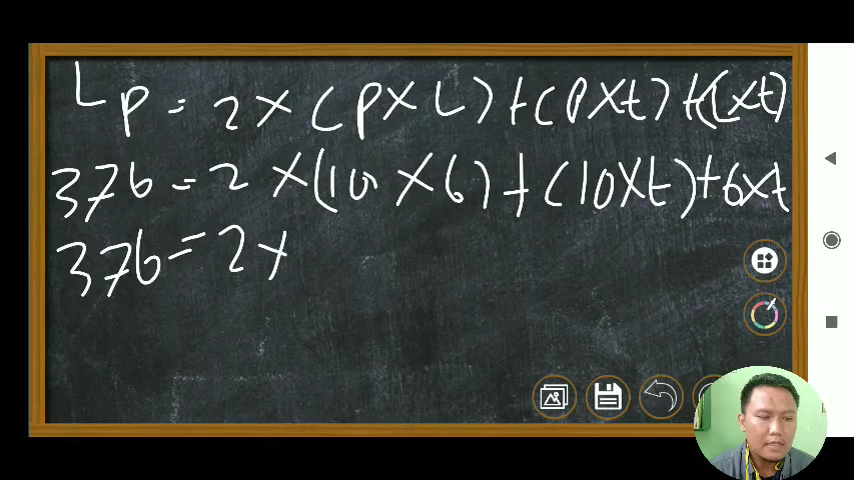 Lp = 2 x (p x L) + (p x t) + (L x t)
376 = 2 x (10 x 6) + (10 x t) + 6 x t
376 = 2 x